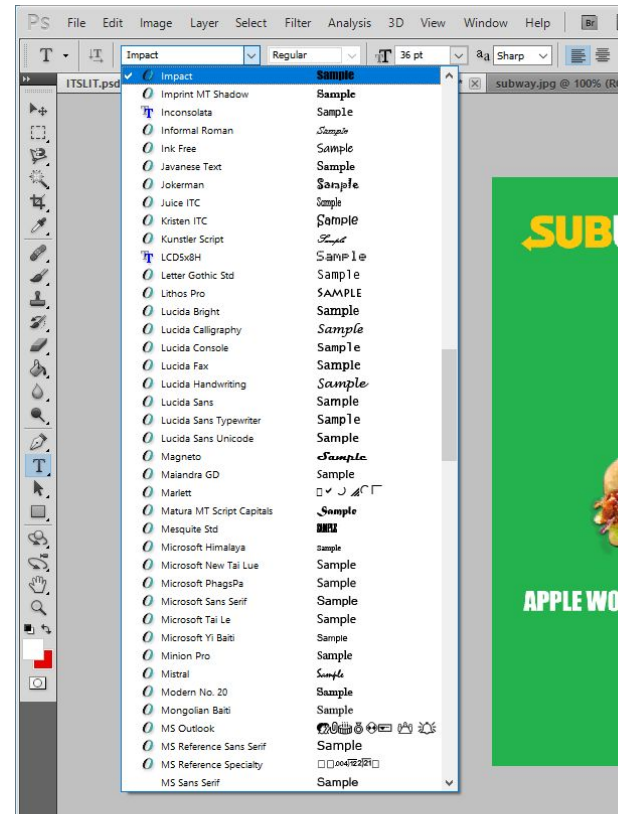 PS File Edit Image Layer Select Filter Analysis 3D View Window Help Br
T T Impact Regular T 36 pt aa Sharp
ITSLIT.psd subway.jpg @ 100% (R
Impact Sample
Imprint MT Shadow Sample
Inconsolata Sample
Informal Roman Sample
Ink Free Sample
Javanese Text Sample
Jokerman Sample
Juice ITC Sample
Kristen ITC Sample
Kunstler Script Sample
LCD5x8H Sample
Letter Gothic Std Sample
Lithos Pro SAMPLE
Lucida Bright Sample
Lucida Calligraphy Sample
Lucida Console Sample
Lucida Fax Sample
Lucida Handwriting Sample
Lucida Sans Sample
Lucida Sans Typewriter Sample
Lucida Sans Unicode Sample
Magneto Sample
Maiandra GD Sample
Marlett
Matura MT Script Capitals Sample
Mesquite Std SAMPLE
Microsoft Himalaya Sample
Microsoft New Tai Lue Sample
Microsoft PhagsPa Sample
Microsoft Sans Serif Sample
Microsoft Tai Le Sample
Microsoft Yi Baiti Sample
Minion Pro Sample
Mistral Sample
Modern No. 20 Sample
Mongolian Baiti Sample
MS Outlook
MS Reference Sans Serif Sample
MS Reference Specialty
MS Sans Serif Sample
SUB
APPLE WO